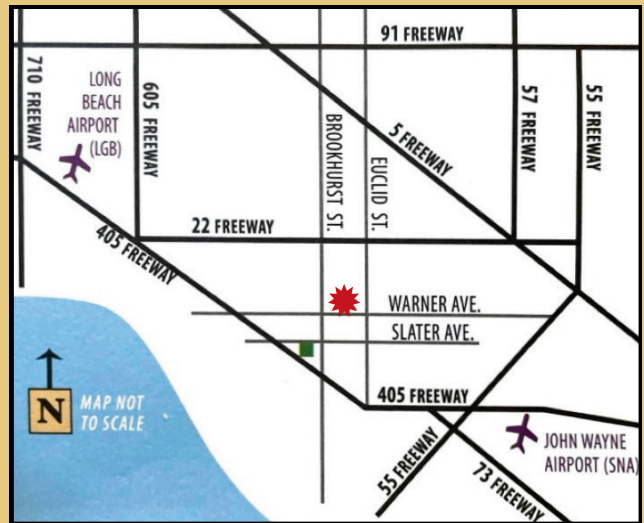 91 FREEWAY
710 FREEWAY
LONG
BEACH
AIRPORT
(LGB)
605 FREEWAY
57 FREEWAY
55 FREEWAY
BROOKHURST ST.
EUCLID ST.
5 FREEWAY
22 FREEWAY
405 FREEWAY
WARNER AVE.
SLATER AVE.
405 FREEWAY
N
MAP NOT
TO SCALE
55 FREEWAY
73 FREEWAY
JOHN WAYNE
AIRPORT (SNA)